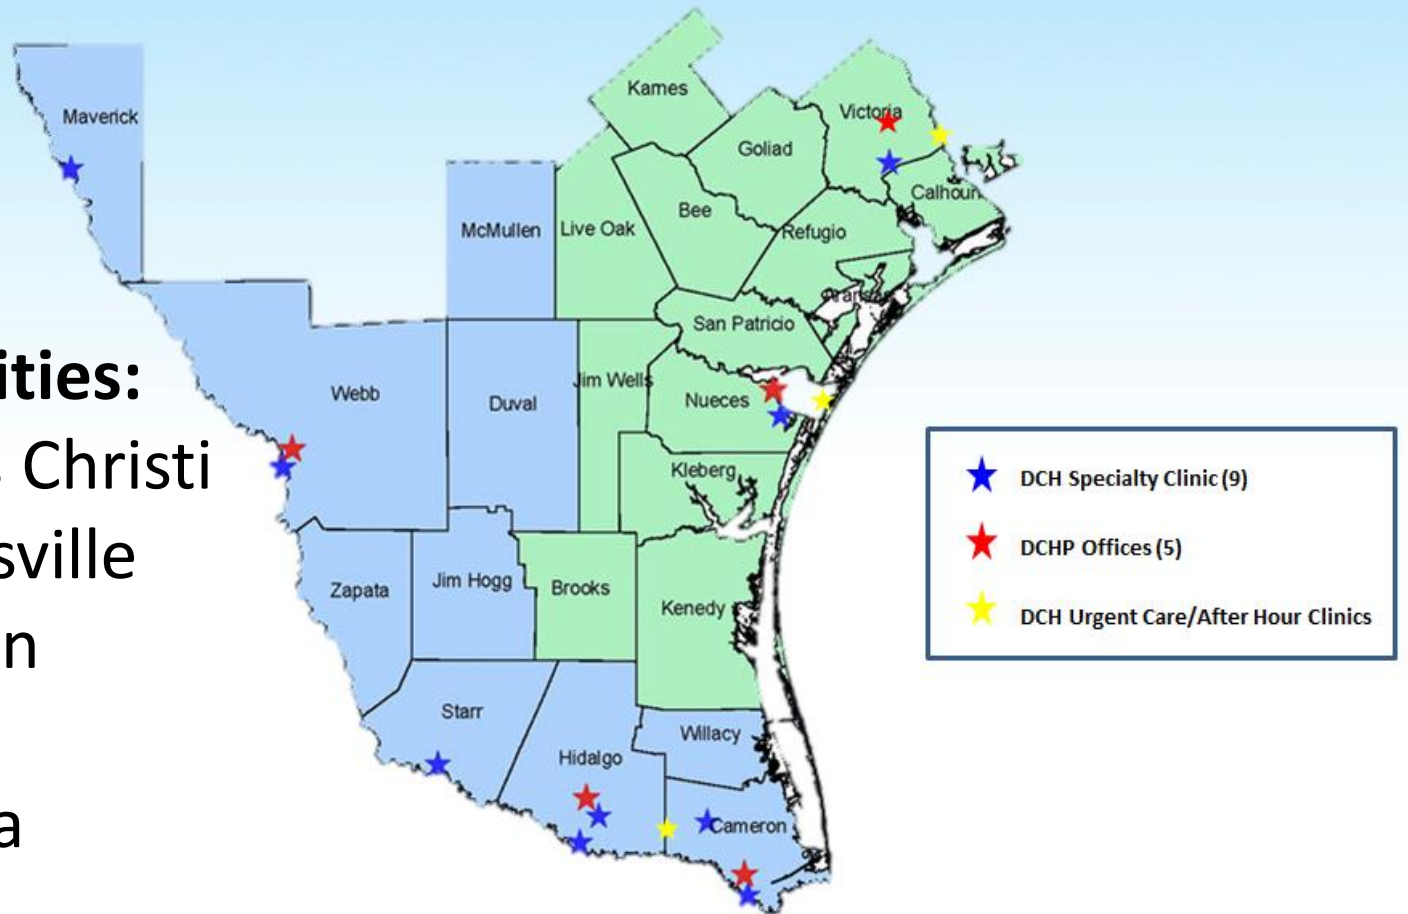 Karnes
Maverick
Victoria
Goliad
Calhoun
Bee
McMullen
Live Oak
Refugio
Aransas
San Patricio
ities:
Webb
Duval
Jim Wells
Nueces
s Christi
Kleberg
DCH Specialty Clinic (9)
sville
DCHP Offices (5)
Zapata
Jim Hogg
Brooks
Kenedy
DCH Urgent Care/After Hour Clinics
n
Starr
Willacy
Hidalgo
a
Cameron